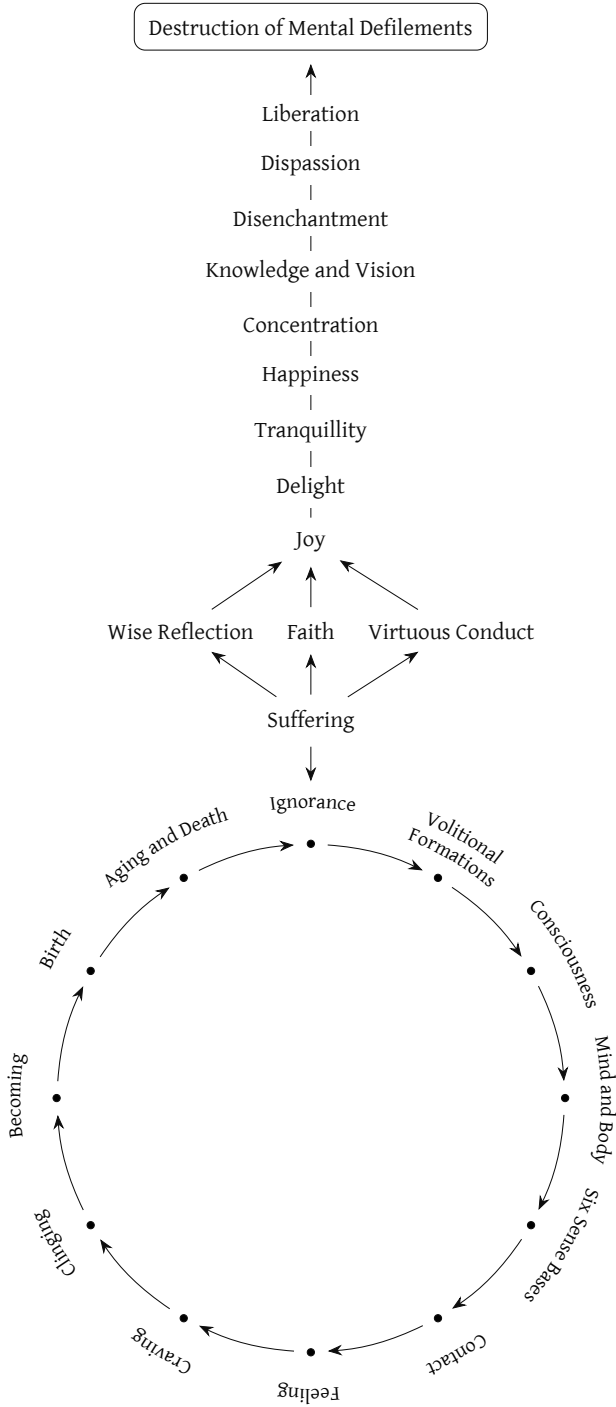 Destruction of Mental Defilements
Liberation
Dispassion
Disenchantment
Knowledge and Vision
Concentration
Happiness
Tranquillity
Delight
Joy
Wise Reflection Faith Virtuous Conduct
Suffering
Ignorance
Volitional
Formations
Consciousness
Mind and Body
Six Sense Bases
Contact
Feeling
Craving
Clinging
Becoming
Birth
Aging and Death